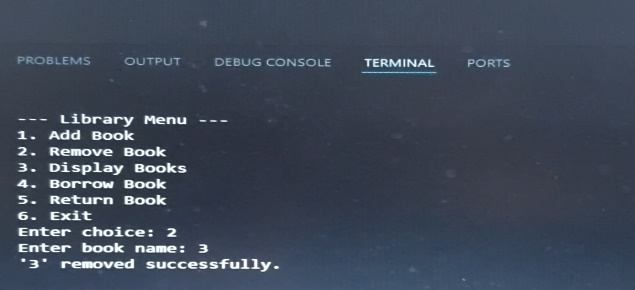 PROBLEMS OUTPUT DEBUG CONSOLE TERMINAL PORTS
--- Library Menu ---
1. Add Book
2. Remove Book
3. Display Books
4. Borrow Book
5. Return Book
6. Exit
Enter choice: 2
Enter book name: 3
'3' removed successfully.